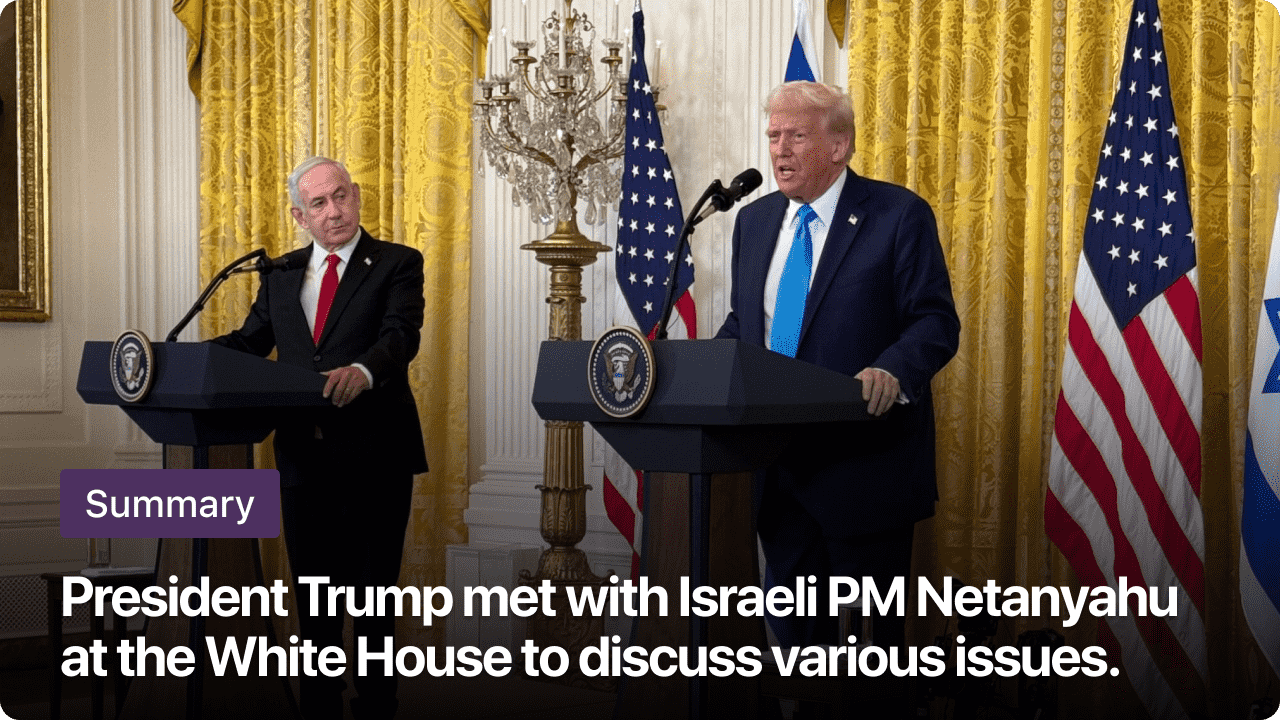 Summary
President Trump met with Israeli PM Netanyahu
at the White House to discuss various issues.